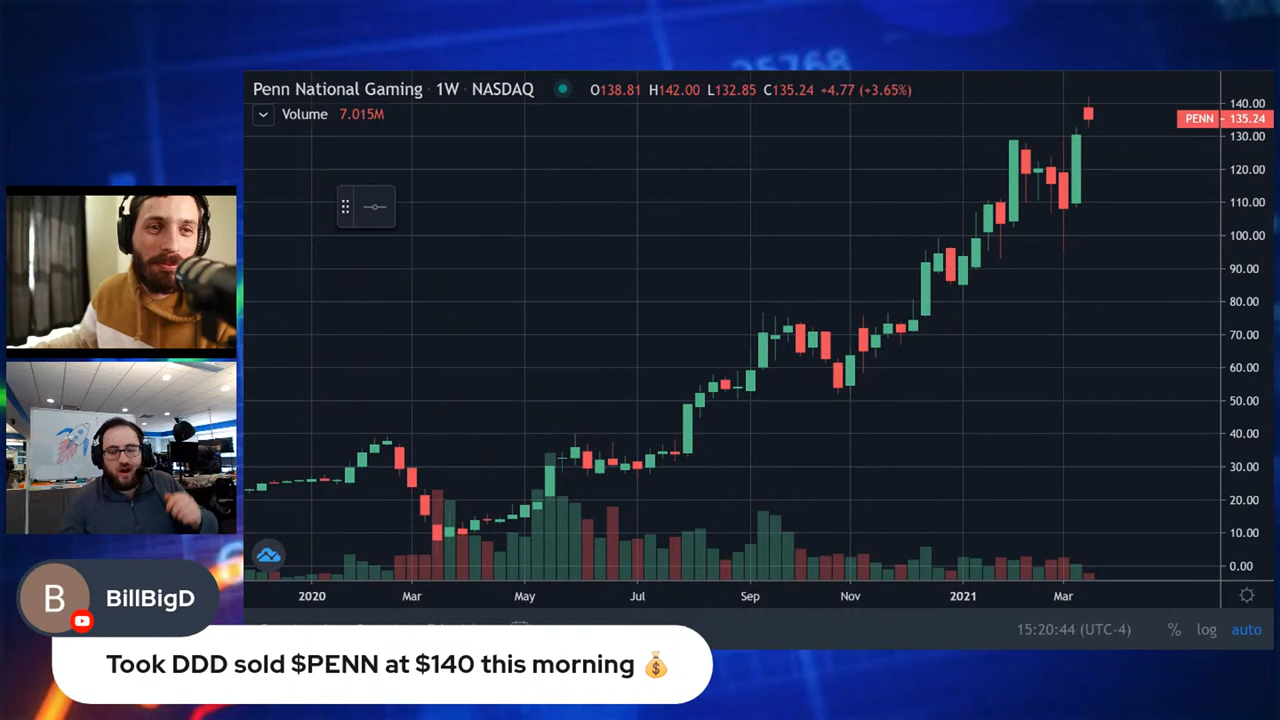 Penn National Gaming · 1W · NASDAQ O138.81 H142.00 L132.85 C135.24 +4.77 (+3.65%)
Volume 7.015M
140.00
PENN 135.24
130.00
120.00
110.00
100.00
90.00
80.00
70.00
60.00
50.00
40.00
30.00
20.00
10.00
0.00
2020 Mar May Jul Sep Nov 2021 Mar
15:20:44 (UTC-4) % log auto
B BillBigD
Took DDD sold $PENN at $140 this morning 💰